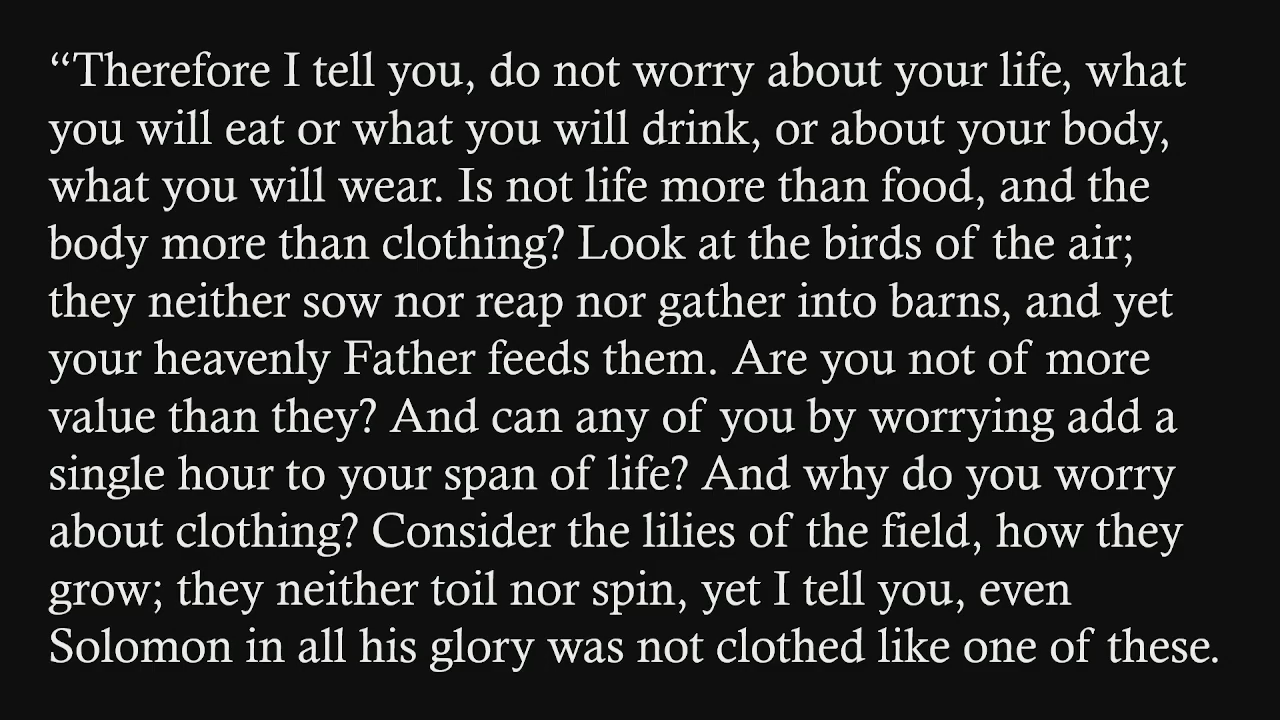 “Therefore I tell you, do not worry about your life, what
you will eat or what you will drink, or about your body,
what you will wear. Is not life more than food, and the
body more than clothing? Look at the birds of the air;
they neither sow nor reap nor gather into barns, and yet
your heavenly Father feeds them. Are you not of more
value than they? And can any of you by worrying add a
single hour to your span of life? And why do you worry
about clothing? Consider the lilies of the field, how they
grow; they neither toil nor spin, yet I tell you, even
Solomon in all his glory was not clothed like one of these.